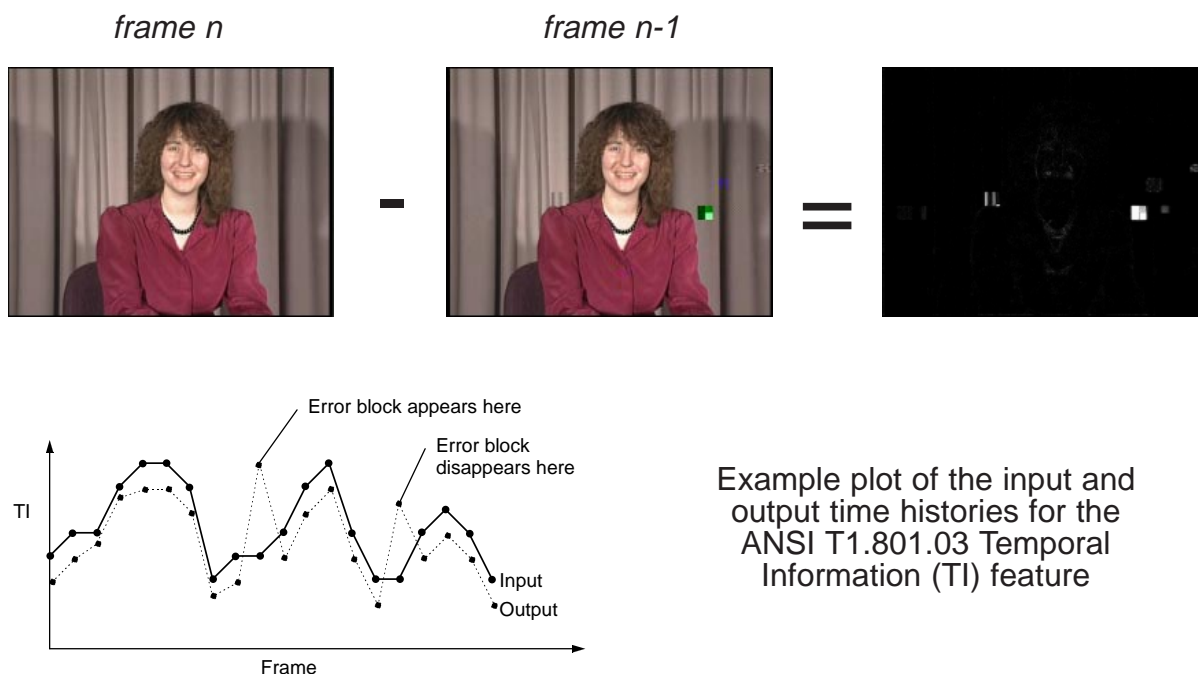 frame n
frame n-1
-
=
Error block appears here
Error block
disappears here
TI
Input
Output
Frame
Example plot of the input and
output time histories for the
ANSI T1.801.03 Temporal
Information (TI) feature